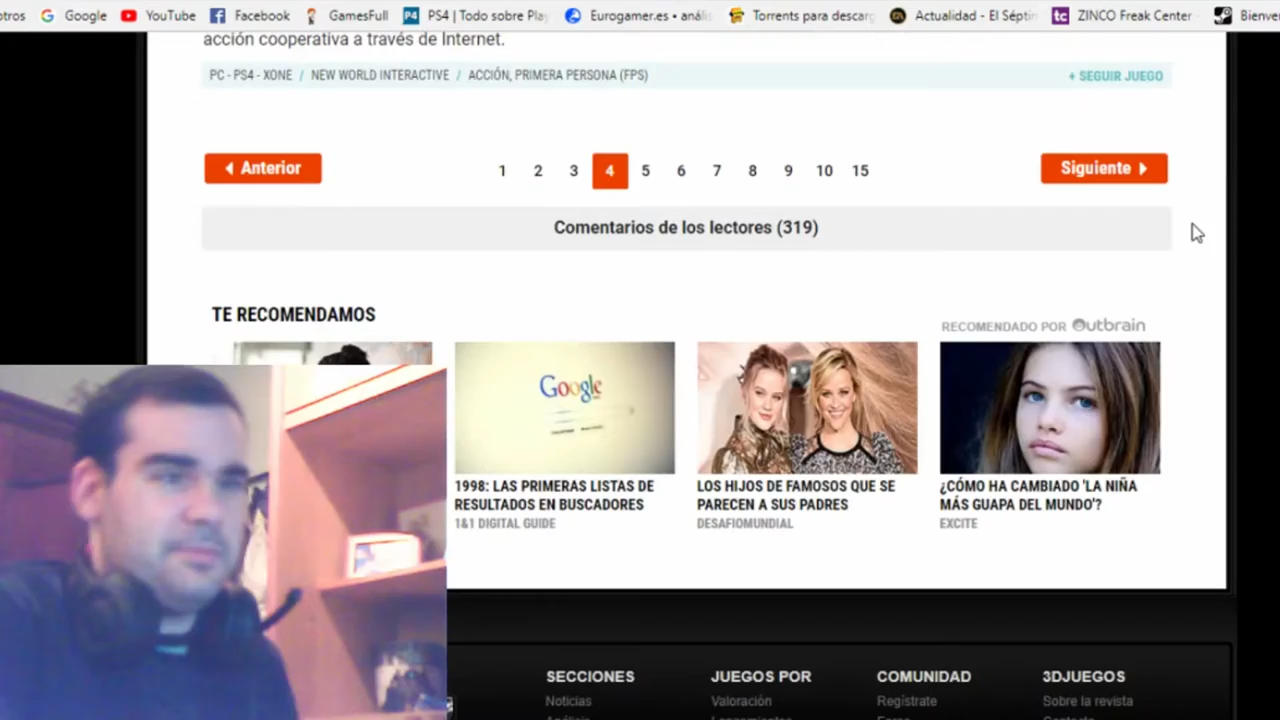 otros Google YouTube Facebook GamesFull PS4 | Todo sobre Play Eurogamer.es • anális Torrents para descarg Actualidad - El Séptim ZINCO Freak Center Bienve
acción cooperativa a través de Internet.
PC - PS4 - XONE / NEW WORLD INTERACTIVE / ACCIÓN, PRIMERA PERSONA (FPS) + SEGUIR JUEGO
Anterior 1 2 3 4 5 6 7 8 9 10 15 Siguiente
Comentarios de los lectores (319)
TE RECOMENDAMOS
RECOMENDADO POR Outbrain
Google
1998: LAS PRIMERAS LISTAS DE
RESULTADOS EN BUSCADORES
1&1 DIGITAL GUIDE
LOS HIJOS DE FAMOSOS QUE SE
PARECEN A SUS PADRES
DESAFIOMUNDIAL
¿CÓMO HA CAMBIADO 'LA NIÑA
MÁS GUAPA DEL MUNDO'?
EXCITE
SECCIONES JUEGOS POR COMUNIDAD 3DJUEGOS
Noticias Valoración Regístrate Sobre la revista